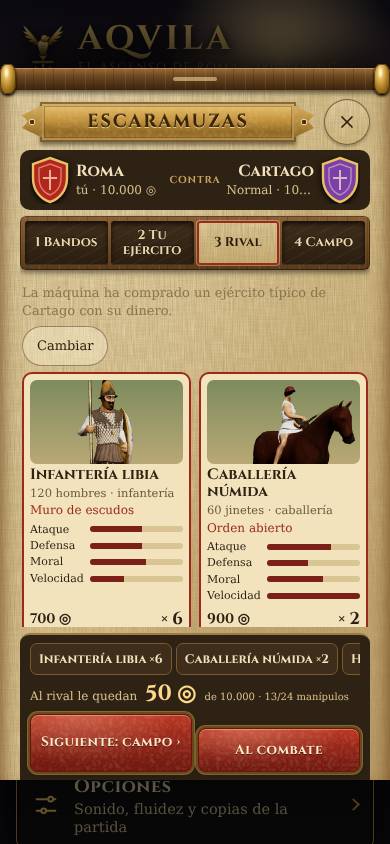 AQVILA
ESCARAMUZAS
ROMA
tú · 10.000
CONTRA
CARTAGO
Normal · 10...
1 BANDOS
2 TU
EJÉRCITO
3 RIVAL
4 CAMPO
La máquina ha comprado un ejército típico de
Cartago con su dinero.
Cambiar
INFANTERÍA LIBIA
120 hombres · infantería
Muro de escudos
Ataque
Defensa
Moral
Velocidad
700
× 6
CABALLERÍA
NÚMIDA
60 jinetes · caballería
Orden abierto
Ataque
Defensa
Moral
Velocidad
900
× 2
INFANTERÍA LIBIA ×6
CABALLERÍA NÚMIDA ×2
H
Al rival le quedan 50 de 10.000 · 13/24 manípulos
SIGUIENTE: CAMPO ›
AL COMBATE
OPCIONES
Sonido, fluidez y copias de la
partida